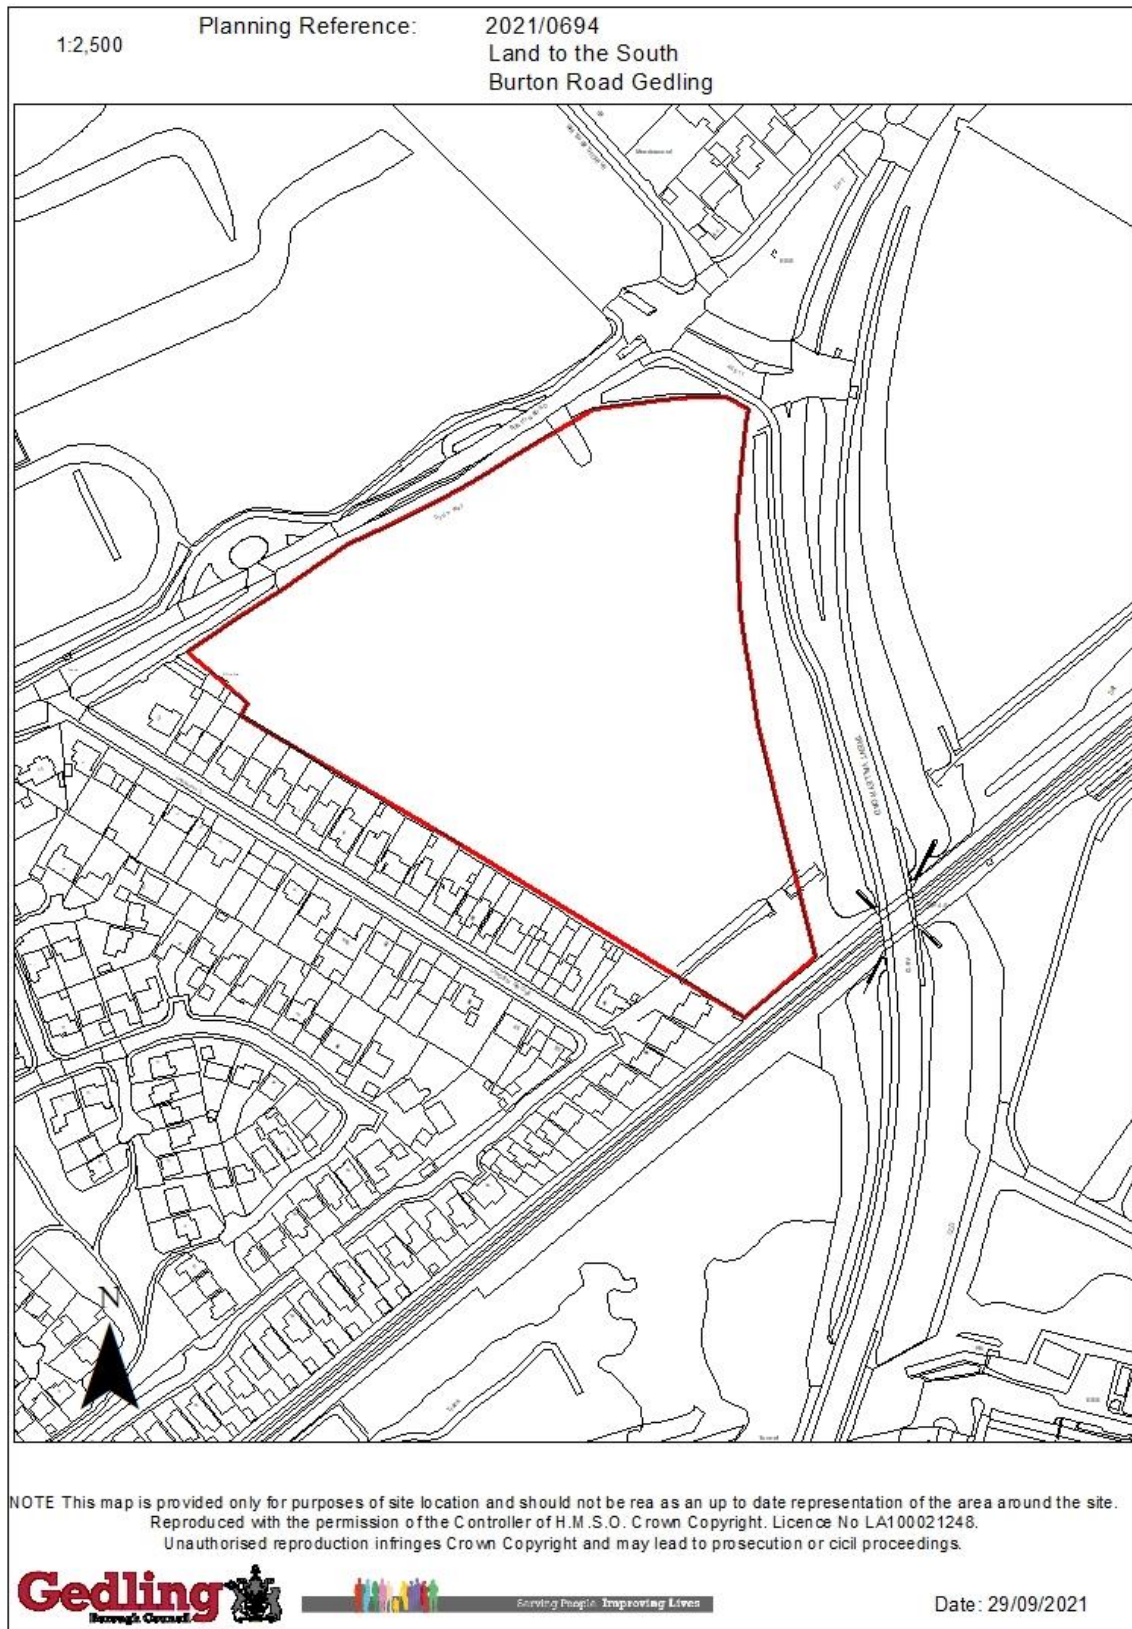 Planning Reference: 2021/0694
1:2,500
Land to the South
Burton Road Gedling
TRENT VALLEY ROAD
N
NOTE This map is provided only for purposes of site location and should not be rea as an up to date representation of the area around the site.
Reproduced with the permission of the Controller of H.M.S.O. Crown Copyright. Licence No LA100021248.
Unauthorised reproduction infringes Crown Copyright and may lead to prosecution or cicil proceedings.
Gedling
Borough Council
Serving People Improving Lives
Date: 29/09/2021